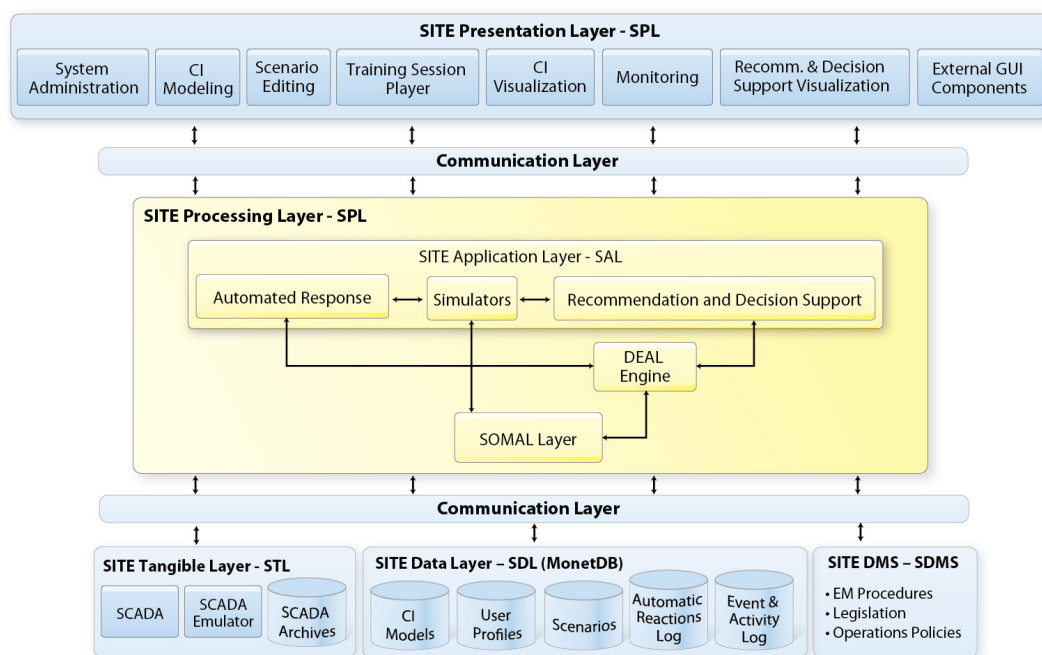 SITE Presentation Layer - SPL
System
Administration
CI
Modeling
Scenario
Editing
Training Session
Player
CI
Visualization
Monitoring
Recomm. & Decision
Support Visualization
External GUI
Components
Communication Layer
SITE Processing Layer - SPL
SITE Application Layer - SAL
Automated Response
Simulators
Recommendation and Decision Support
DEAL
Engine
SOMAL Layer
Communication Layer
SITE Tangible Layer - STL
SCADA
SCADA
Emulator
SCADA
Archives
SITE Data Layer – SDL (MonetDB)
CI
Models
User
Profiles
Scenarios
Automatic
Reactions
Log
Event &
Activity
Log
SITE DMS – SDMS
• EM Procedures
• Legislation
• Operations Policies